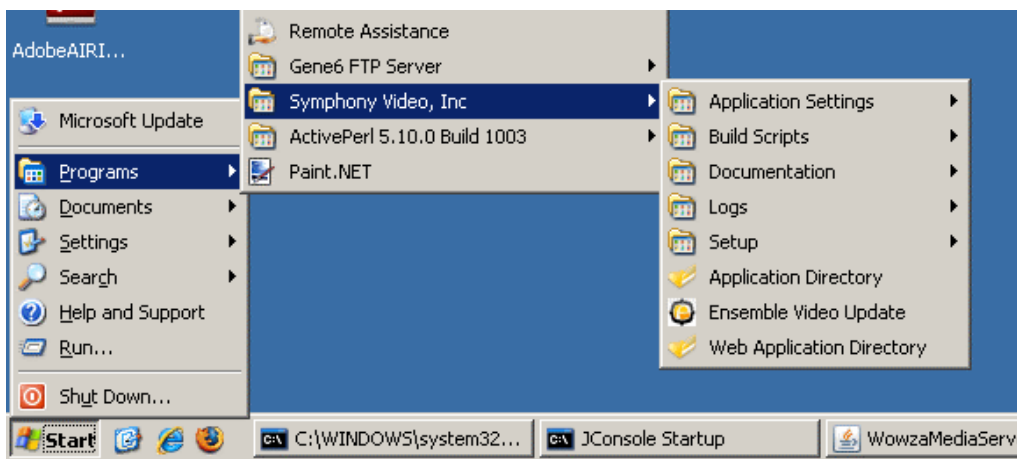 AdobeAIRI...
Microsoft Update
Programs
Documents
Settings
Search
Help and Support
Run...
Shut Down...
Remote Assistance
Gene6 FTP Server
Symphony Video, Inc
ActivePerl 5.10.0 Build 1003
Paint.NET
Application Settings
Build Scripts
Documentation
Logs
Setup
Application Directory
Ensemble Video Update
Web Application Directory
Start
C:\WINDOWS\system32...
JConsole Startup
WowzaMediaServ